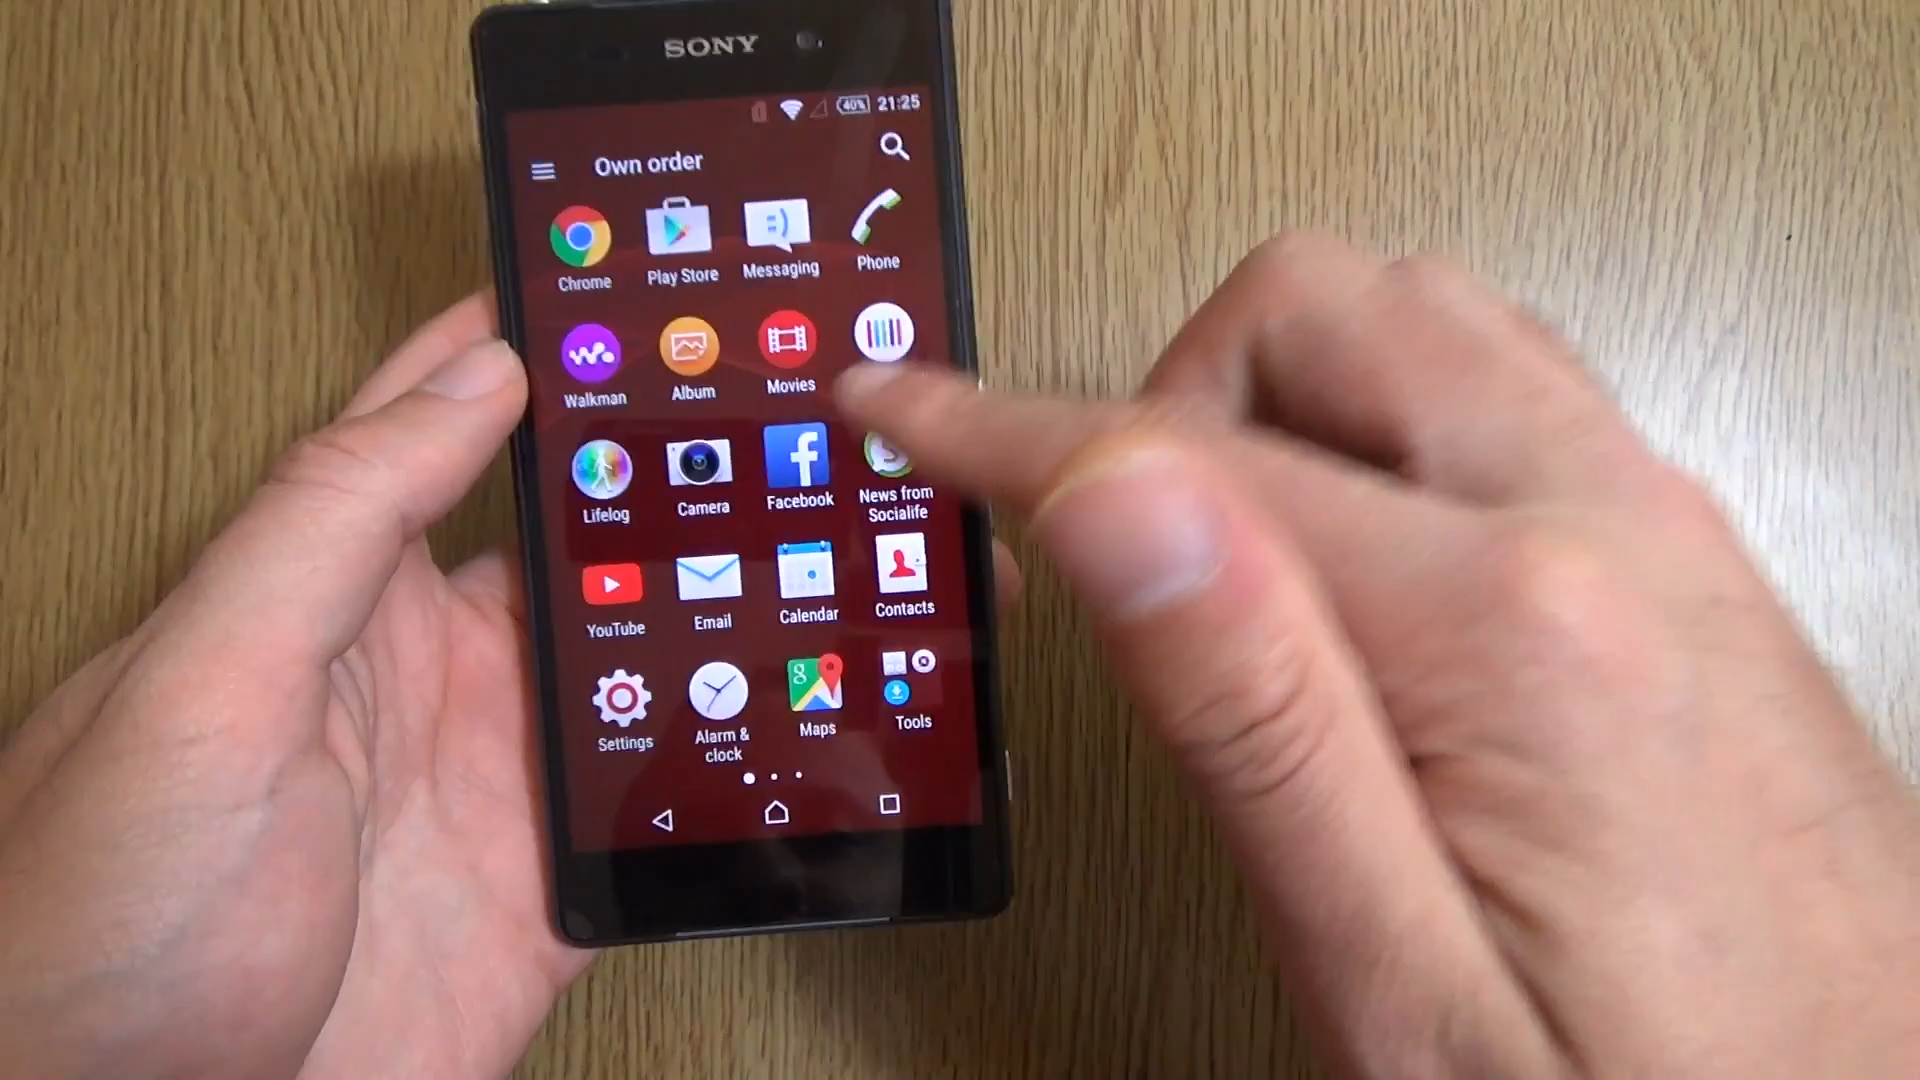 SONY
40% 21:25
Own order
Chrome
Play Store
Messaging
Phone
Walkman
Album
Movies
Lifelog
Camera
Facebook
News from
Socialife
YouTube
Email
Calendar
Contacts
Settings
Alarm &
clock
Maps
Tools